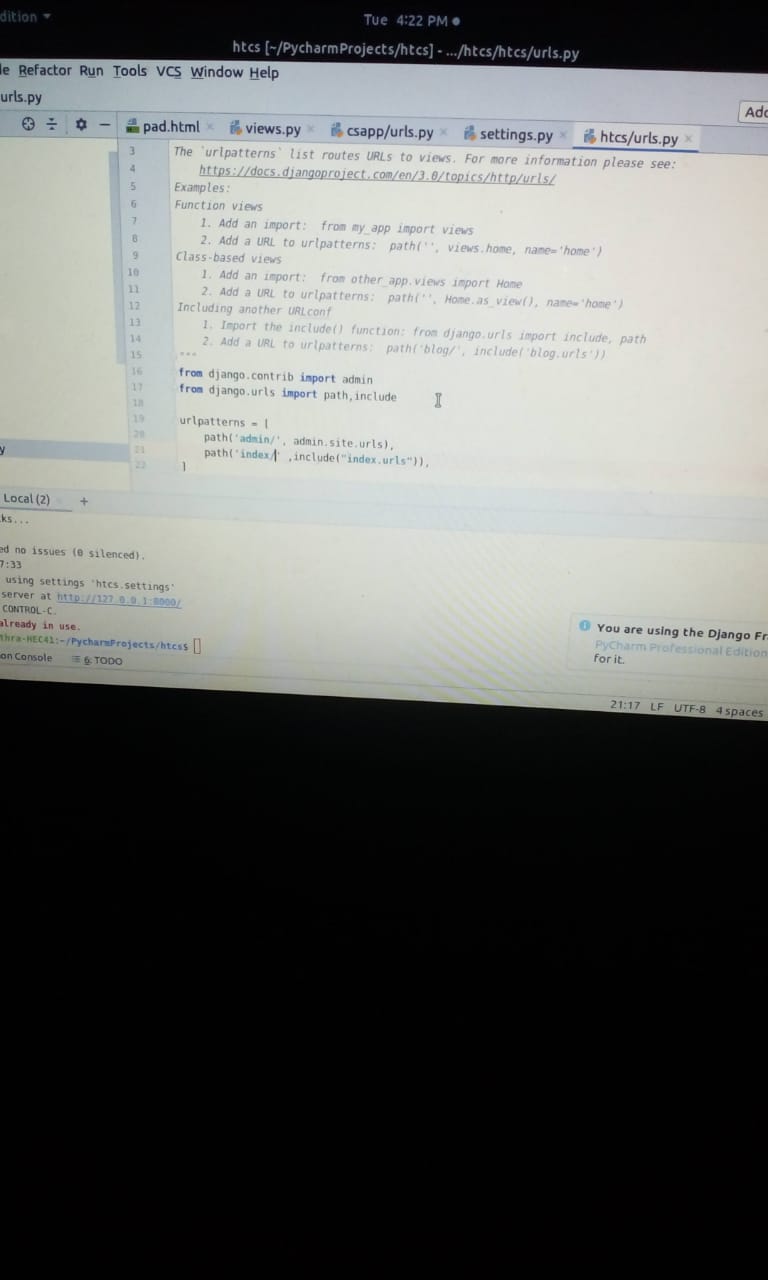 dition
Tue 4:22 PM
htcs [~/PycharmProjects/htcs] - .../htcs/htcs/urls.py
le Refactor Run Tools VCS Window Help
urls.py
Add
pad.html views.py csapp/urls.py settings.py htcs/urls.py
3 The `urlpatterns` list routes URLs to views. For more information please see:
4 https://docs.djangoproject.com/en/3.0/topics/http/urls/
5 Examples:
6 Function views
7 1. Add an import: from my_app import views
8 2. Add a URL to urlpatterns: path('', views.home, name='home')
9 Class-based views
10 1. Add an import: from other_app.views import Home
11 2. Add a URL to urlpatterns: path('', Home.as_view(), name='home')
12 Including another URLconf
13 1. Import the include() function: from django.urls import include, path
14 2. Add a URL to urlpatterns: path('blog/', include('blog.urls'))
15 """
16 from django.contrib import admin
17 from django.urls import path,include
18
19 urlpatterns = [
20 path('admin/', admin.site.urls),
21 path('index/' ,include("index.urls")),
22 ]
y
Local (2) +
ks...
ed no issues (0 silenced).
7:33
using settings 'htcs.settings'
server at http://127.0.0.1:8000/
CONTROL-C.
already in use.
thra-HEC41:~/PycharmProjects/htcs$
on Console 6: TODO
You are using the Django Fr
PyCharm Professional Edition
for it.
21:17 LF UTF-8 4 spaces